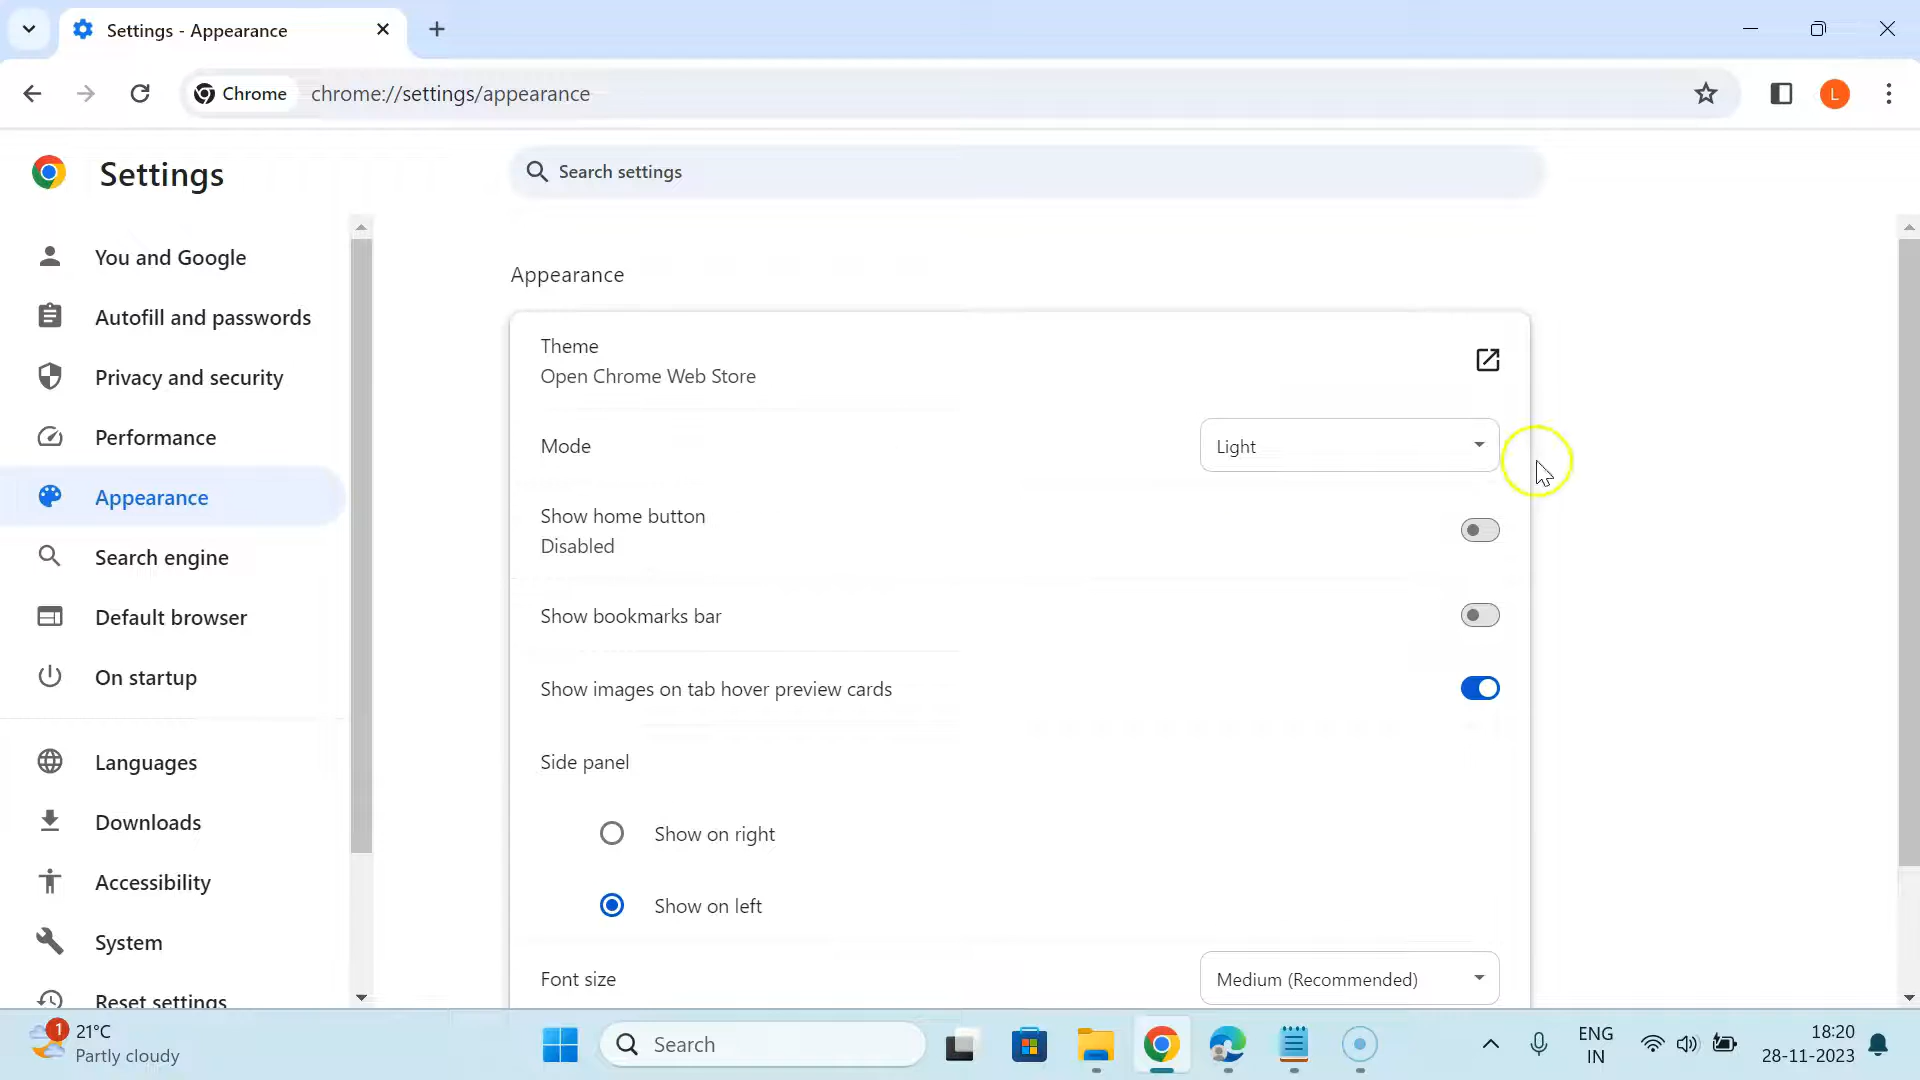 Settings - Appearance
Chrome
chrome://settings/appearance
L
Settings
Search settings
You and Google
Autofill and passwords
Privacy and security
Performance
Appearance
Search engine
Default browser
On startup
Languages
Downloads
Accessibility
System
Reset settings
Appearance
Theme
Open Chrome Web Store
Mode
Light
Show home button
Disabled
Show bookmarks bar
Show images on tab hover preview cards
Side panel
Show on right
Show on left
Font size
Medium (Recommended)
1
21°C
Partly cloudy
Search
ENG
IN
18:20
28-11-2023